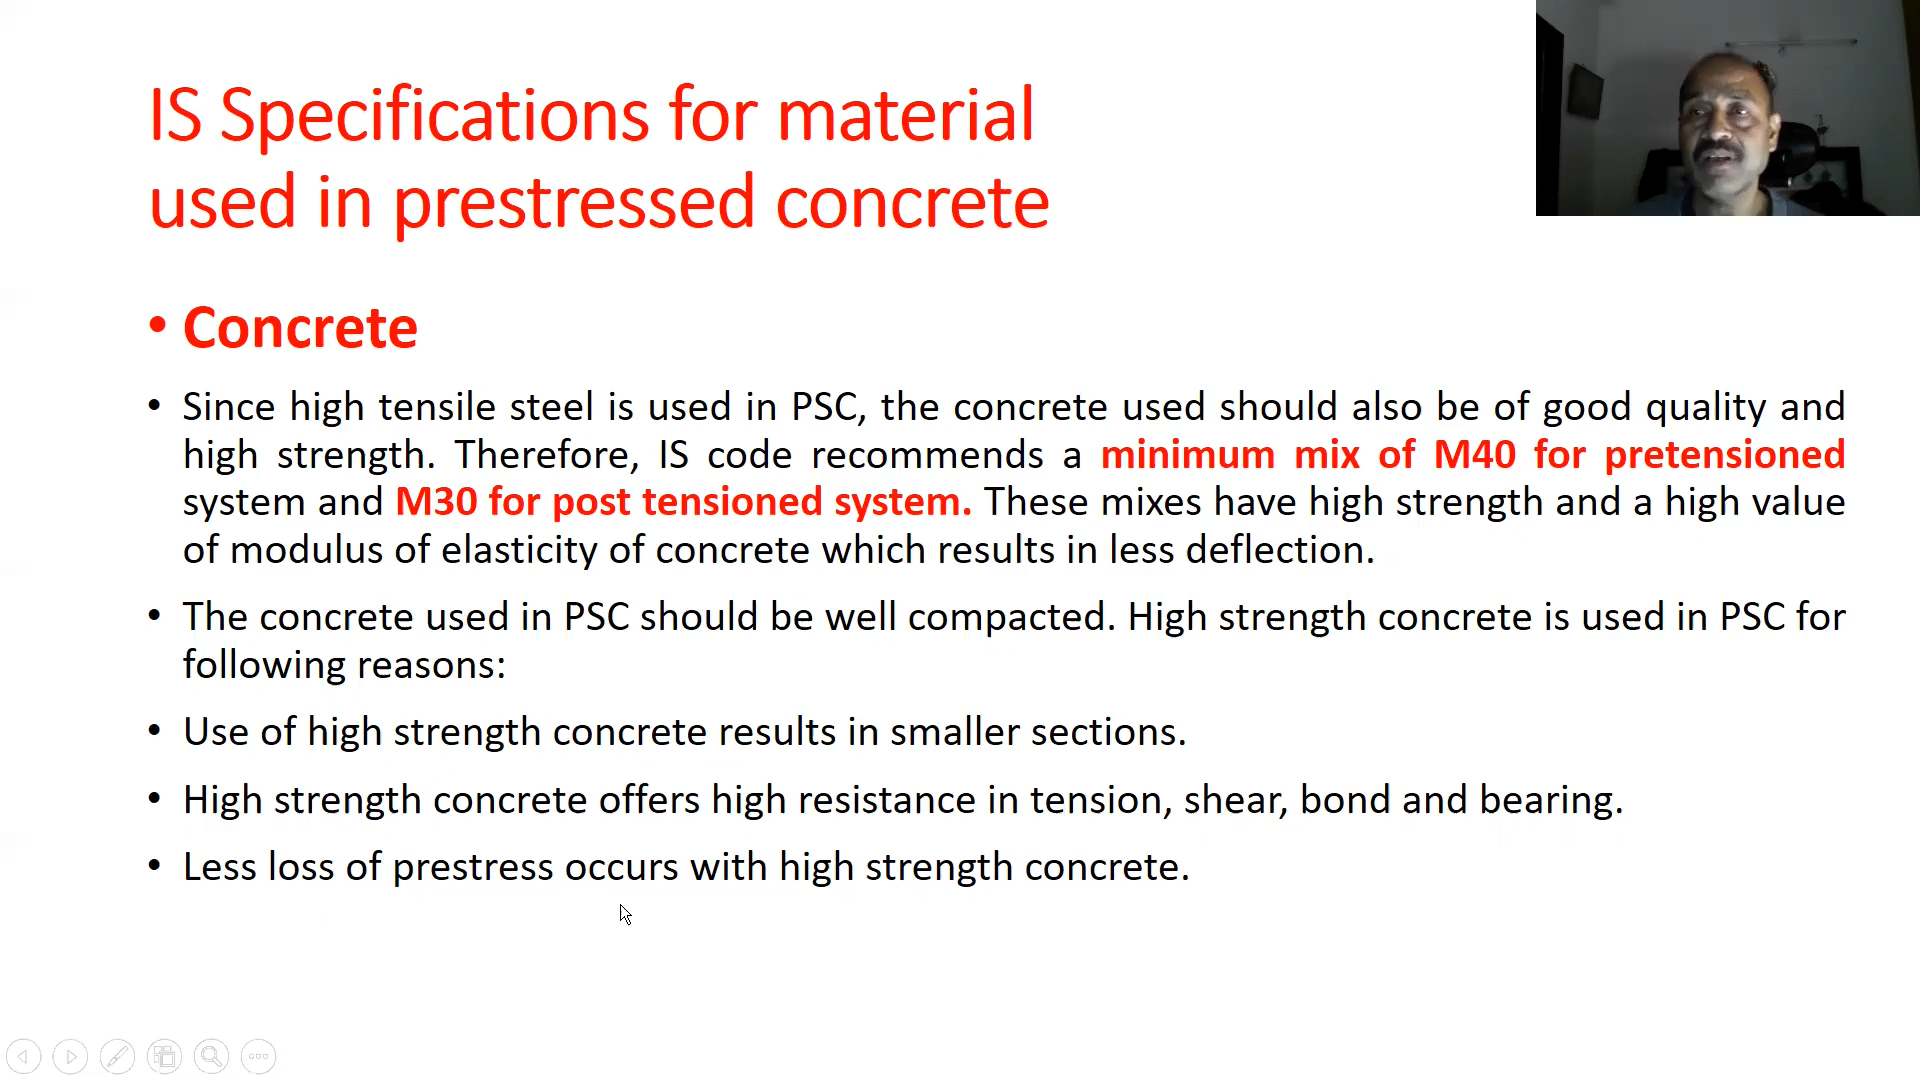 IS Specifications for material
used in prestressed concrete
• Concrete
• Since high tensile steel is used in PSC, the concrete used should also be of good quality and
high strength. Therefore, IS code recommends a minimum mix of M40 for pretensioned
system and M30 for post tensioned system. These mixes have high strength and a high value
of modulus of elasticity of concrete which results in less deflection.
• The concrete used in PSC should be well compacted. High strength concrete is used in PSC for
following reasons:
• Use of high strength concrete results in smaller sections.
• High strength concrete offers high resistance in tension, shear, bond and bearing.
• Less loss of prestress occurs with high strength concrete.